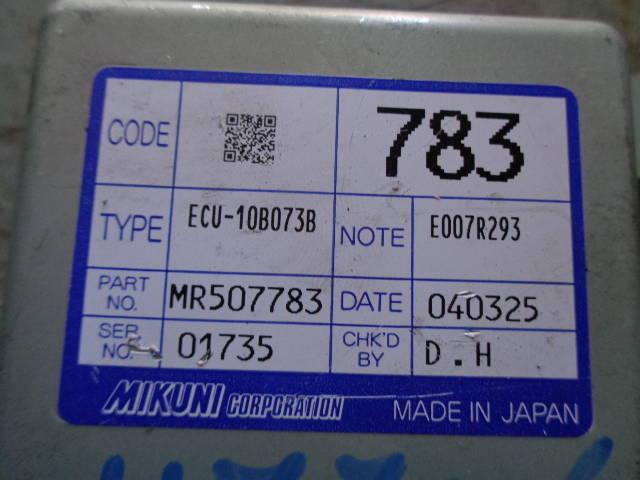 CODE 783
TYPE ECU-10B073B NOTE E007R293
PART NO. MR507783 DATE 040325
SER NO. 01735 CHK'D BY D.H
MIKUNI CORPORATION MADE IN JAPAN